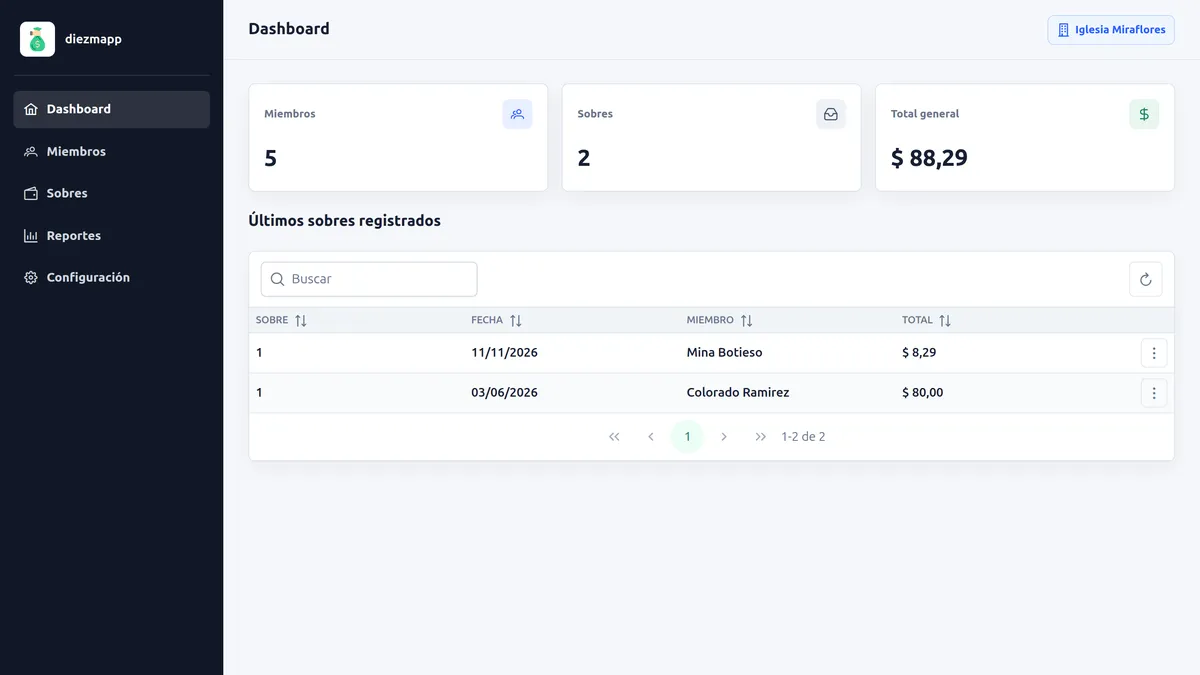 diezmapp
Dashboard
Miembros
Sobres
Reportes
Configuración
Dashboard
Iglesia Miraflores
Miembros
5
Sobres
2
Total general
$
$ 88,29
Últimos sobres registrados
Buscar
SOBRE FECHA MIEMBRO TOTAL
1 11/11/2026 Mina Botieso $ 8,29
1 03/06/2026 Colorado Ramirez $ 80,00
1 1-2 de 2